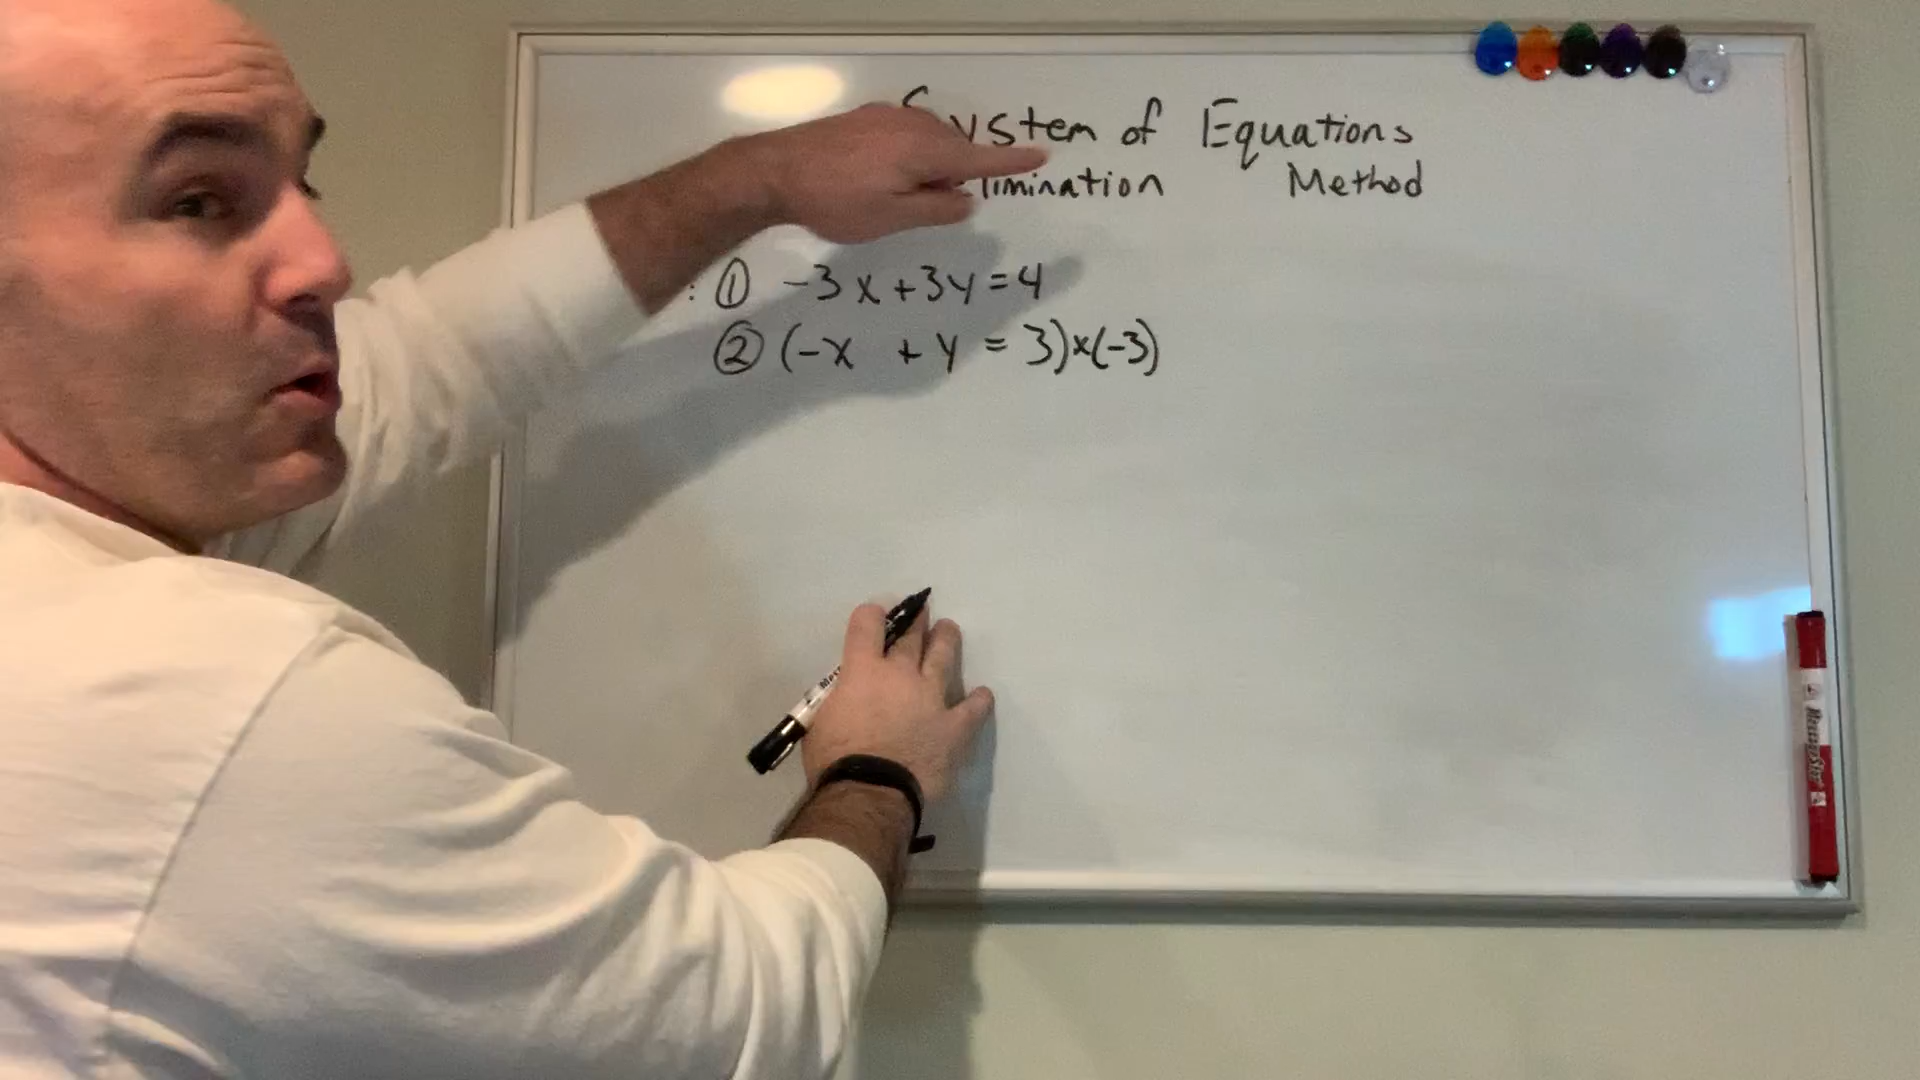 System of Equations
limination Method
: ① -3x+3y=4
② (-x + y = 3)x(-3)